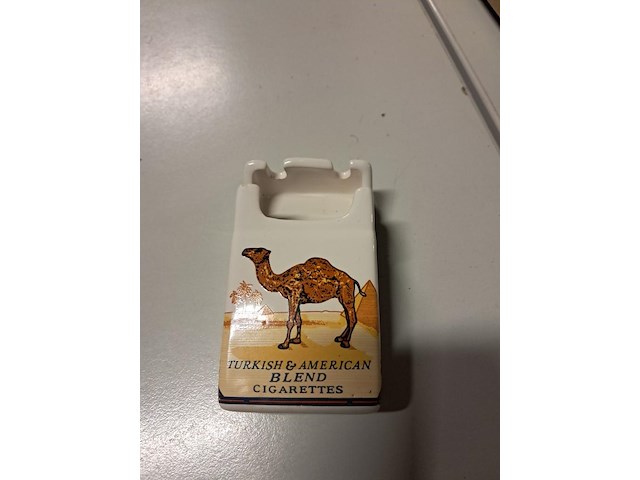 TURKISH & AMERICAN
BLEND
CIGARETTES